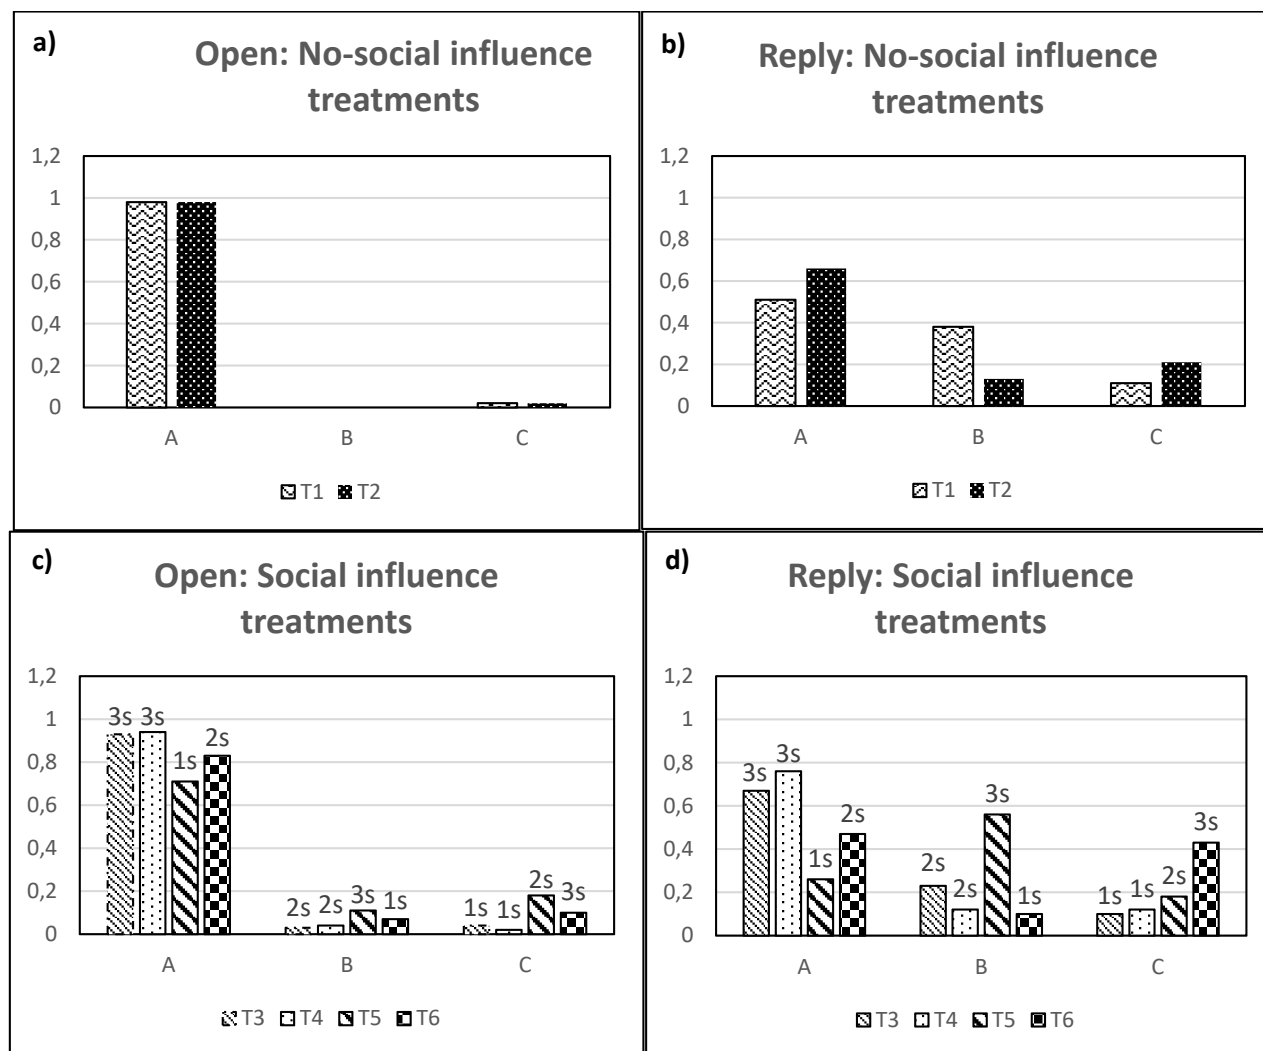 a)
Open: No-social influence
treatments
1,2
1
0,8
0,6
0,4
0,2
0
A B C
T1 T2
b)
Reply: No-social influence
treatments
1,2
1
0,8
0,6
0,4
0,2
0
A B C
T1 T2
c)
Open: Social influence
treatments
1,2
1
0,8
0,6
0,4
0,2
0
3s 3s 1s 2s
2s 2s 3s 1s
1s 1s 2s 3s
A B C
T3 T4 T5 T6
d)
Reply: Social influence
treatments
1,2
1
0,8
0,6
0,4
0,2
0
3s 3s 1s 2s
2s 2s 3s 1s
1s 1s 2s 3s
A B C
T3 T4 T5 T6